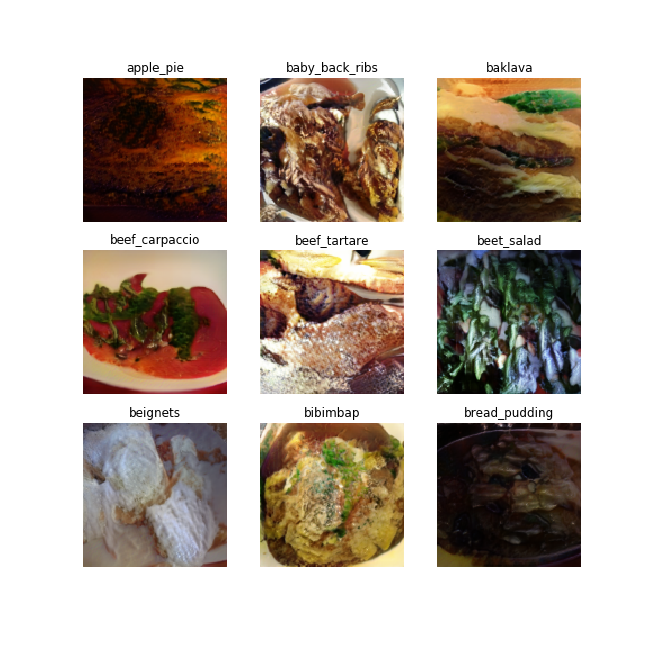 apple_pie
baby_back_ribs
baklava
beef_carpaccio
beef_tartare
beet_salad
beignets
bibimbap
bread_pudding